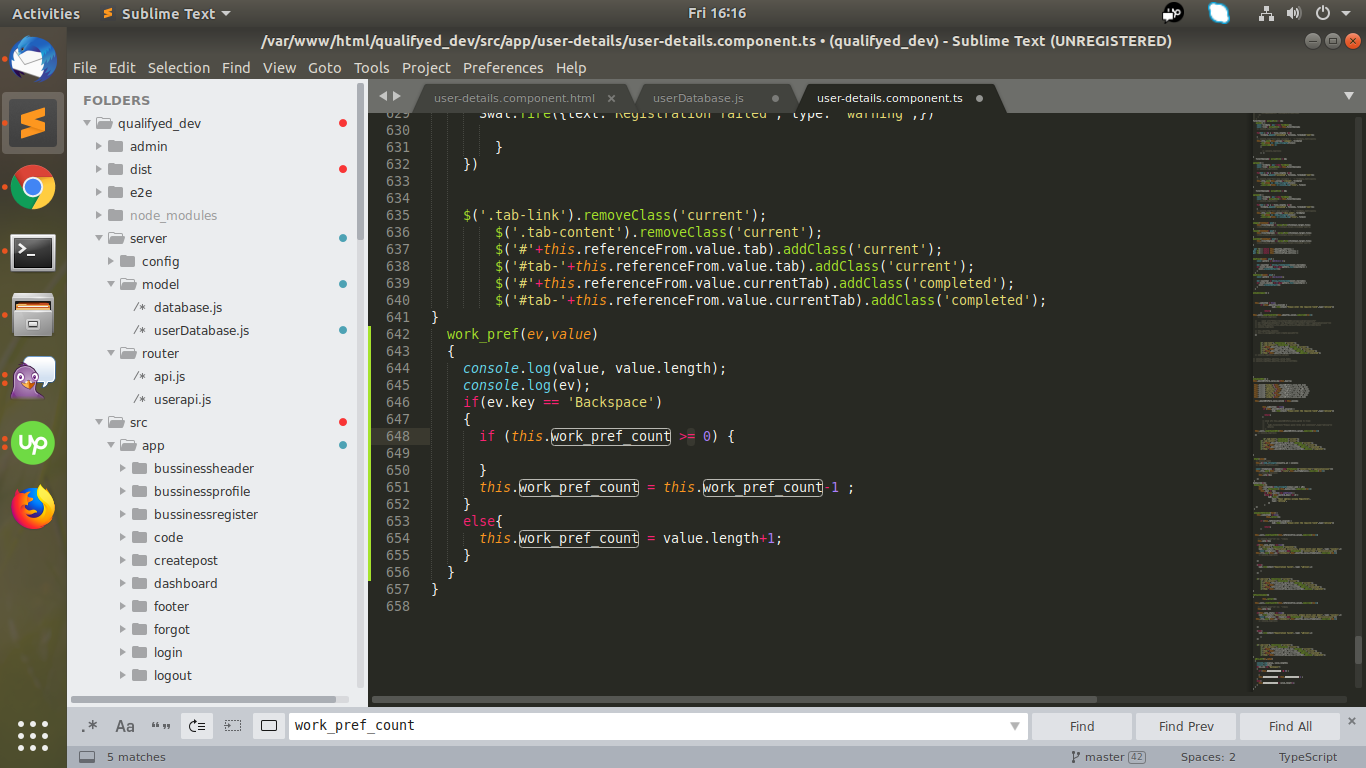 Activities
Sublime Text
Fri 16:16
/var/www/html/qualifyed_dev/src/app/user-details/user-details.component.ts • (qualifyed_dev) - Sublime Text (UNREGISTERED)
File Edit Selection Find View Goto Tools Project Preferences Help
FOLDERS
qualifyed_dev
admin
dist
e2e
node_modules
server
config
model
/* database.js
/* userDatabase.js
router
/* api.js
/* userapi.js
src
app
bussinessheader
bussinessprofile
bussinessregister
code
createpost
dashboard
footer
forgot
login
logout
user-details.component.html ×
userDatabase.js
user-details.component.ts
629 Swal.fire({text:"Registration failed", type: "warning",})
630
631 }
632 })
633
634
635 $('.tab-link').removeClass('current');
636 $('.tab-content').removeClass('current');
637 $('#'+this.referenceFrom.value.tab).addClass('current');
638 $('#tab-'+this.referenceFrom.value.tab).addClass('current');
639 $('#'+this.referenceFrom.value.currentTab).addClass('completed');
640 $('#tab-'+this.referenceFrom.value.currentTab).addClass('completed');
641 }
642 work_pref(ev,value)
643 {
644 console.log(value, value.length);
645 console.log(ev);
646 if(ev.key == 'Backspace')
647 {
648 if (this.work_pref_count >= 0) {
649
650 }
651 this.work_pref_count = this.work_pref_count-1 ;
652 }
653 else{
654 this.work_pref_count = value.length+1;
655 }
656 }
657 }
658
.* Aa “” work_pref_count Find Find Prev Find All ×
5 matches
master 42
Spaces: 2
TypeScript
up